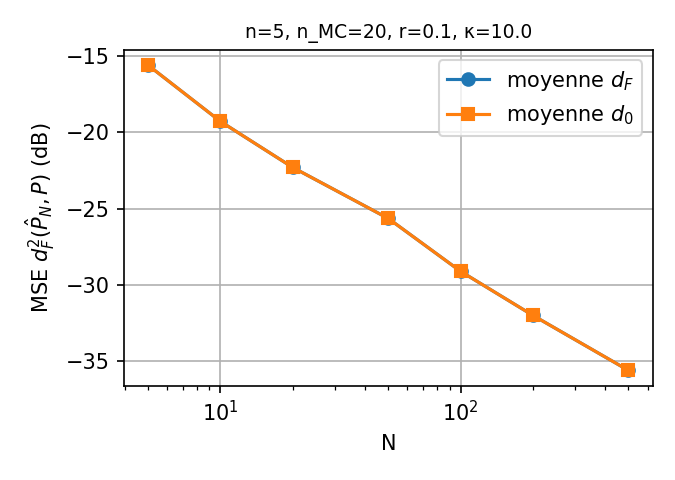 n=5, n_MC=20, r=0.1, κ=10.0
moyenne d_F
moyenne d_0
MSE d_F^2(P̂_N, P) (dB)
−15
−20
−25
−30
−35
10^1
10^2
N